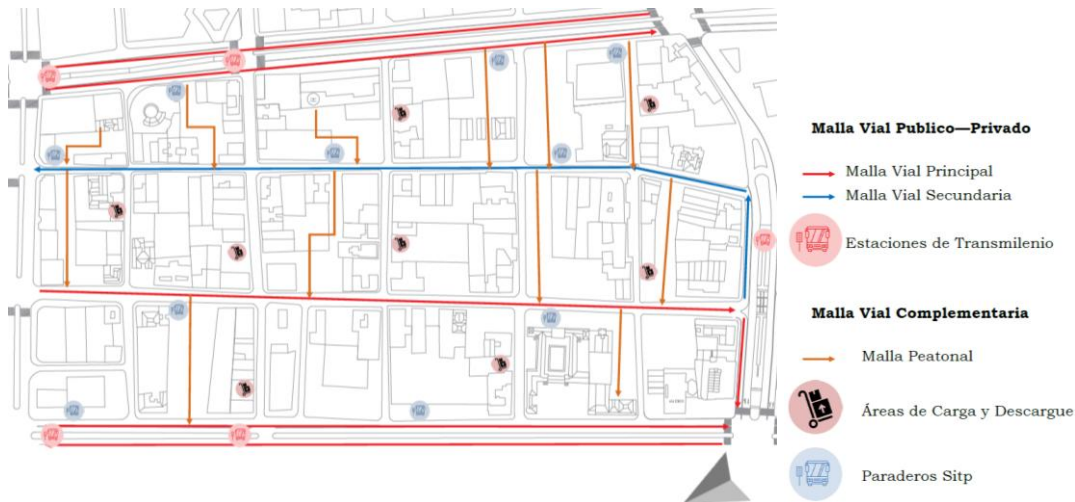 Malla Vial Publico—Privado
Malla Vial Principal
Malla Vial Secundaria
Estaciones de Transmilenio
Malla Vial Complementaria
Malla Peatonal
Áreas de Carga y Descargue
Paraderos Sitp